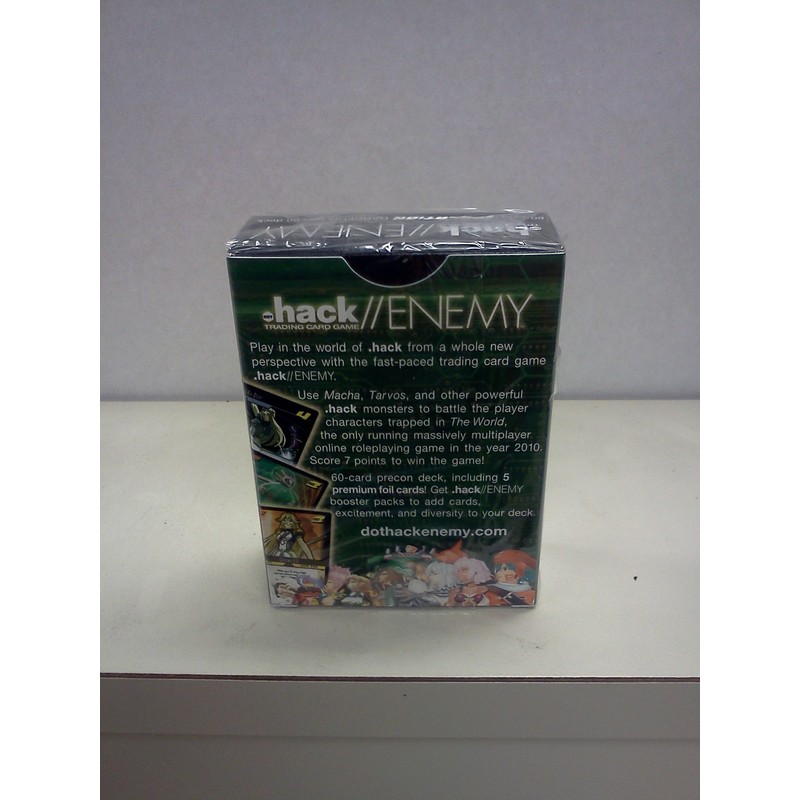 .hack//ENEMY
.hack//ENEMY
TRADING CARD GAME
Play in the world of .hack from a whole new
perspective with the fast-paced trading card game
.hack//ENEMY.
Use Macha, Tarvos, and other powerful
.hack monsters to battle the player
characters trapped in The World,
the only running massively multiplayer
online roleplaying game in the year 2010.
Score 7 points to win the game!
60-card precon deck, including 5
premium foil cards! Get .hack//ENEMY
booster packs to add cards,
excitement, and diversity to your deck.
dothackenemy.com